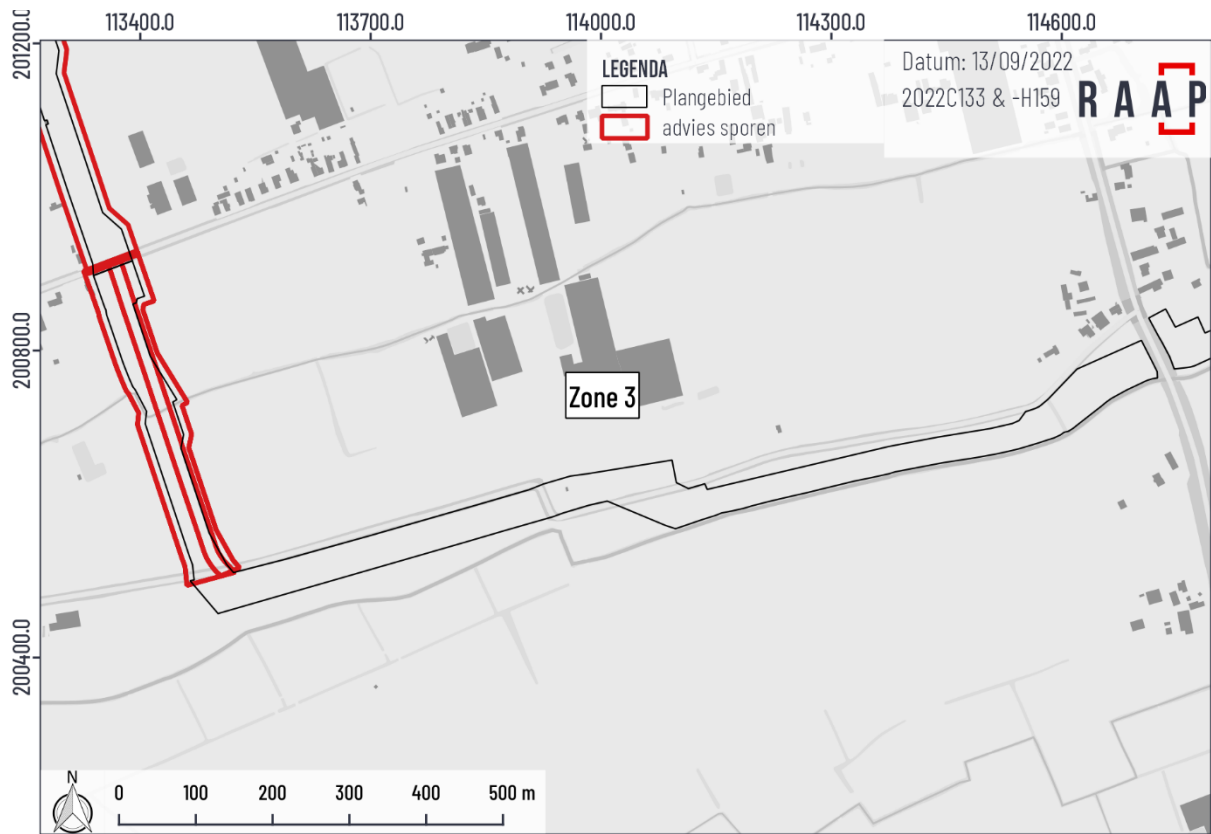 113400.0 113700.0 114000.0 114300.0 114600.0
201200.0
200800.0
200400.0
LEGENDA
Plangebied
advies sporen
Datum: 13/09/2022
2022C133 & -H159
RAAP
Zone 3
N
0 100 200 300 400 500 m